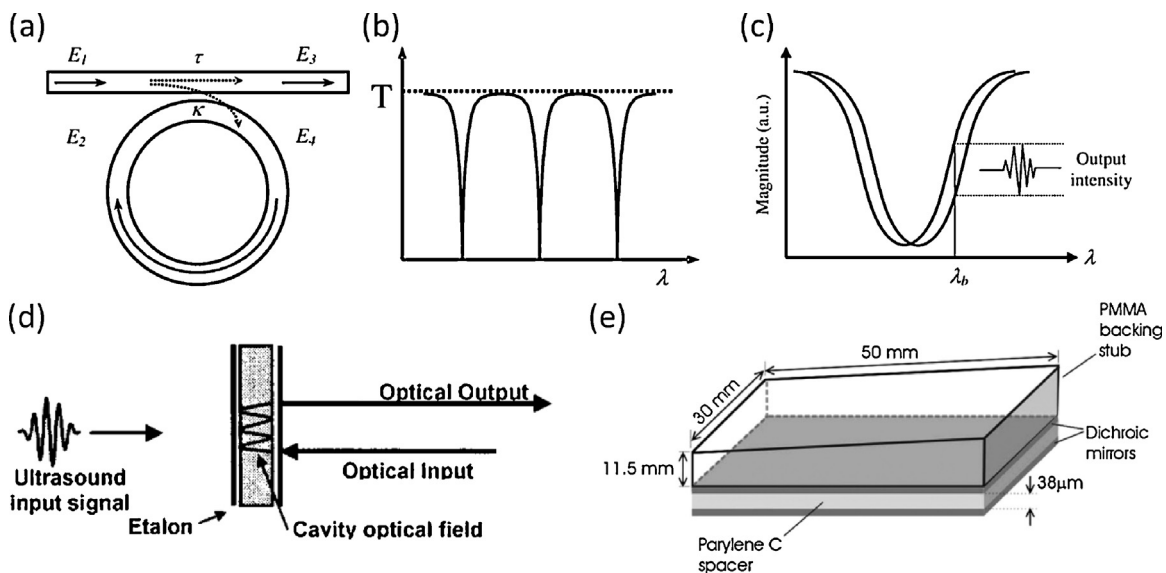 (a)
E1
τ
E3
κ
E2
E4
(b)
T
λ
(c)
Magnitude (a.u.)
Output
intensity
λb
λ
(d)
Ultrasound
input signal
Etalon
Optical Output
Optical Input
Cavity optical field
(e)
50 mm
30 mm
11.5 mm
PMMA
backing
stub
Dichroic
mirrors
38μm
Parylene C
spacer